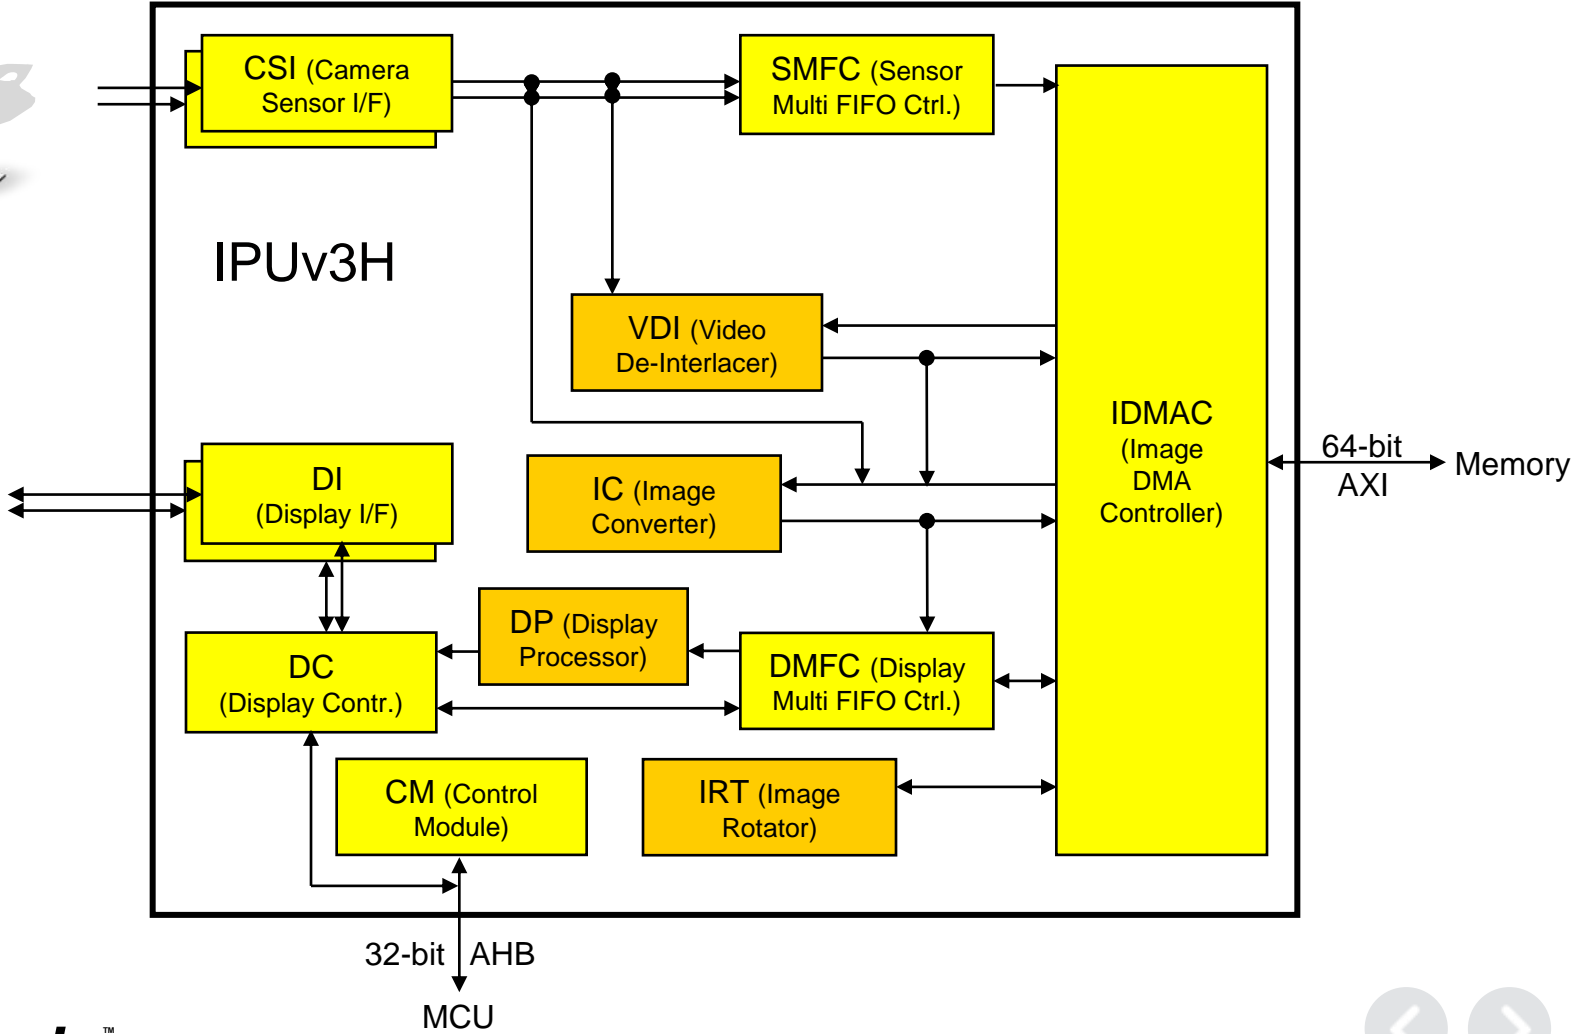 CSI (Camera
Sensor I/F)
SMFC (Sensor
Multi FIFO Ctrl.)
IPUv3H
VDI (Video
De-Interlacer)
IDMAC
(Image
DMA
Controller)
64-bit
AXI
Memory
DI
(Display I/F)
IC (Image
Converter)
DP (Display
Processor)
DC
(Display Contr.)
DMFC (Display
Multi FIFO Ctrl.)
CM (Control
Module)
IRT (Image
Rotator)
32-bit AHB
MCU
™